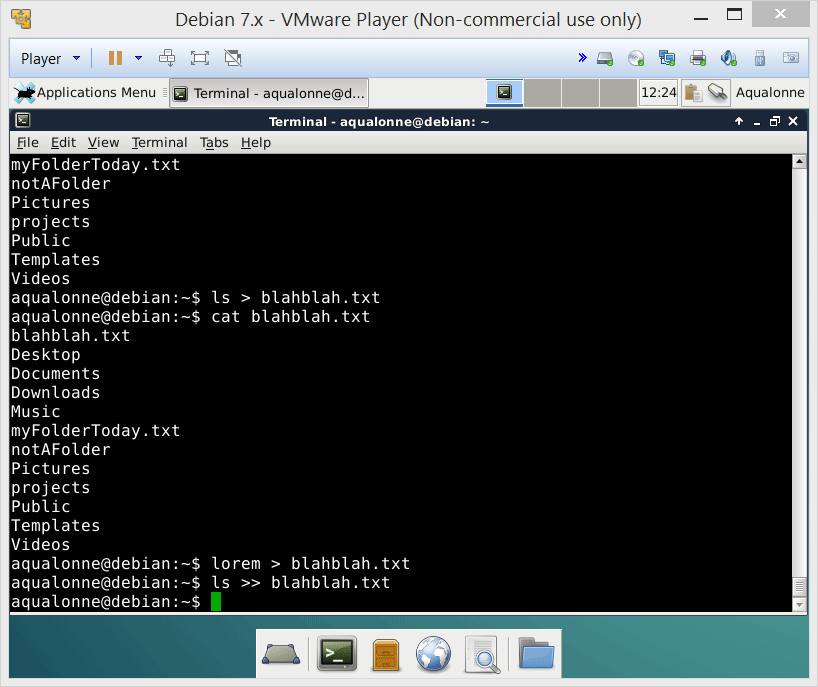 Debian 7.x - VMware Player (Non-commercial use only)
Player
Applications Menu
Terminal - aqualonne@d...
12:24
Aqualonne
Terminal - aqualonne@debian: ~
File Edit View Terminal Tabs Help
myFolderToday.txt
notAFolder
Pictures
projects
Public
Templates
Videos
aqualonne@debian:~$ ls > blahblah.txt
aqualonne@debian:~$ cat blahblah.txt
blahblah.txt
Desktop
Documents
Downloads
Music
myFolderToday.txt
notAFolder
Pictures
projects
Public
Templates
Videos
aqualonne@debian:~$ lorem > blahblah.txt
aqualonne@debian:~$ ls >> blahblah.txt
aqualonne@debian:~$